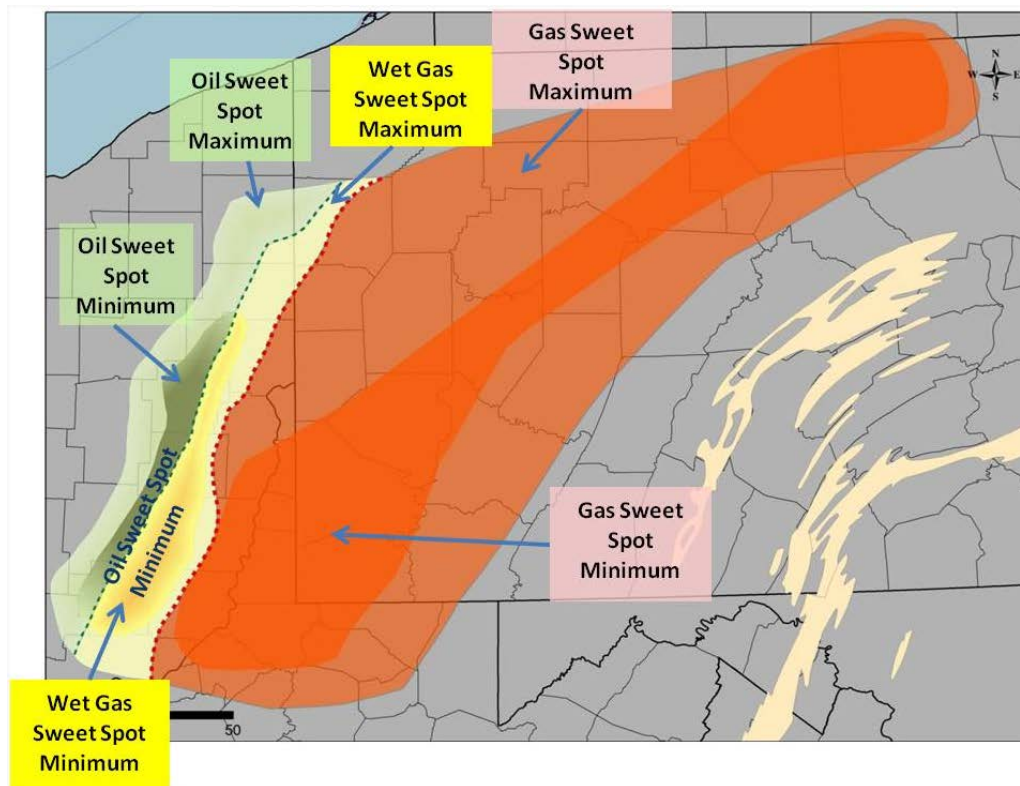 Gas Sweet
Spot
Maximum
N
W
E
S
Wet Gas
Sweet Spot
Maximum
Oil Sweet
Spot
Maximum
Oil Sweet
Spot
Minimum
Oil Sweet Spot
Minimum
Gas Sweet
Spot
Minimum
Wet Gas
Sweet Spot
Minimum
50